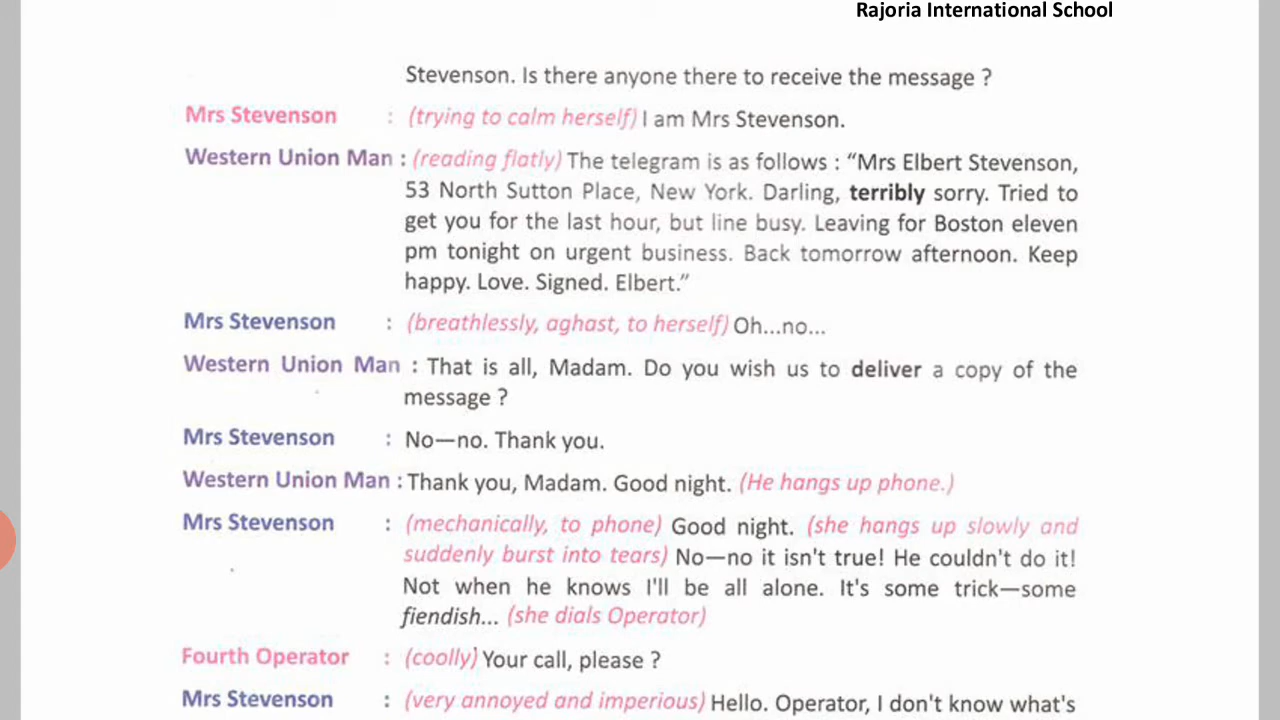 Rajoria International School
Stevenson. Is there anyone there to receive the message ?
Mrs Stevenson : (trying to calm herself) I am Mrs Stevenson.
Western Union Man : (reading flatly) The telegram is as follows : “Mrs Elbert Stevenson,
53 North Sutton Place, New York. Darling, terribly sorry. Tried to
get you for the last hour, but line busy. Leaving for Boston eleven
pm tonight on urgent business. Back tomorrow afternoon. Keep
happy. Love. Signed. Elbert.”
Mrs Stevenson : (breathlessly, aghast, to herself) Oh...no...
Western Union Man : That is all, Madam. Do you wish us to deliver a copy of the
message ?
Mrs Stevenson : No—no. Thank you.
Western Union Man : Thank you, Madam. Good night. (He hangs up phone.)
Mrs Stevenson : (mechanically, to phone) Good night. (she hangs up slowly and
suddenly burst into tears) No—no it isn't true! He couldn't do it!
Not when he knows I'll be all alone. It's some trick—some
fiendish... (she dials Operator)
Fourth Operator : (coolly) Your call, please ?
Mrs Stevenson : (very annoyed and imperious) Hello. Operator, I don't know what's